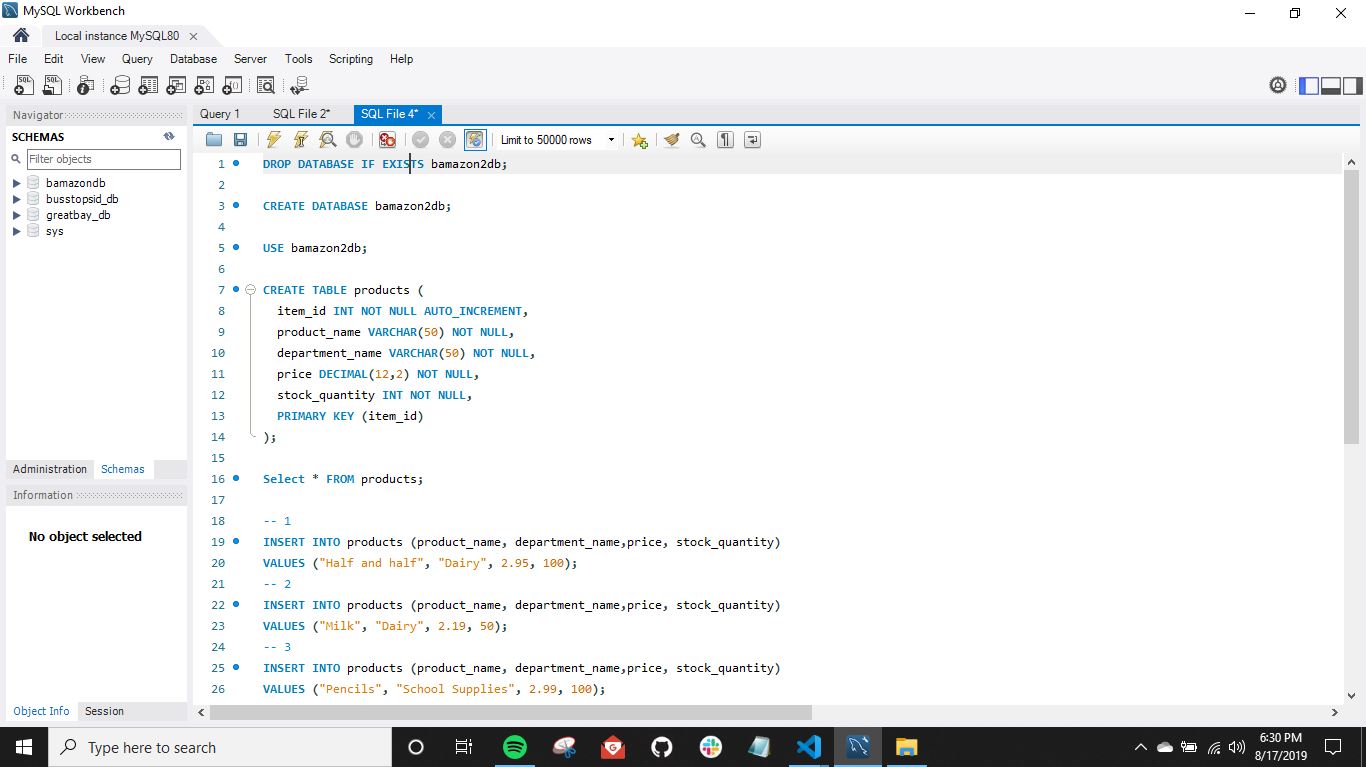 MySQL Workbench
Local instance MySQL80
File Edit View Query Database Server Tools Scripting Help
Navigator
SCHEMAS
Filter objects
bamazondb
busstopsid_db
greatbay_db
sys
Administration Schemas
Information
No object selected
Object Info Session
Query 1 SQL File 2* SQL File 4*
Limit to 50000 rows
1 DROP DATABASE IF EXISTS bamazon2db;
2
3 CREATE DATABASE bamazon2db;
4
5 USE bamazon2db;
6
7 CREATE TABLE products (
8 item_id INT NOT NULL AUTO_INCREMENT,
9 product_name VARCHAR(50) NOT NULL,
10 department_name VARCHAR(50) NOT NULL,
11 price DECIMAL(12,2) NOT NULL,
12 stock_quantity INT NOT NULL,
13 PRIMARY KEY (item_id)
14 );
15
16 Select * FROM products;
17
18 -- 1
19 INSERT INTO products (product_name, department_name,price, stock_quantity)
20 VALUES ("Half and half", "Dairy", 2.95, 100);
21 -- 2
22 INSERT INTO products (product_name, department_name,price, stock_quantity)
23 VALUES ("Milk", "Dairy", 2.19, 50);
24 -- 3
25 INSERT INTO products (product_name, department_name,price, stock_quantity)
26 VALUES ("Pencils", "School Supplies", 2.99, 100);
Type here to search
6:30 PM
8/17/2019